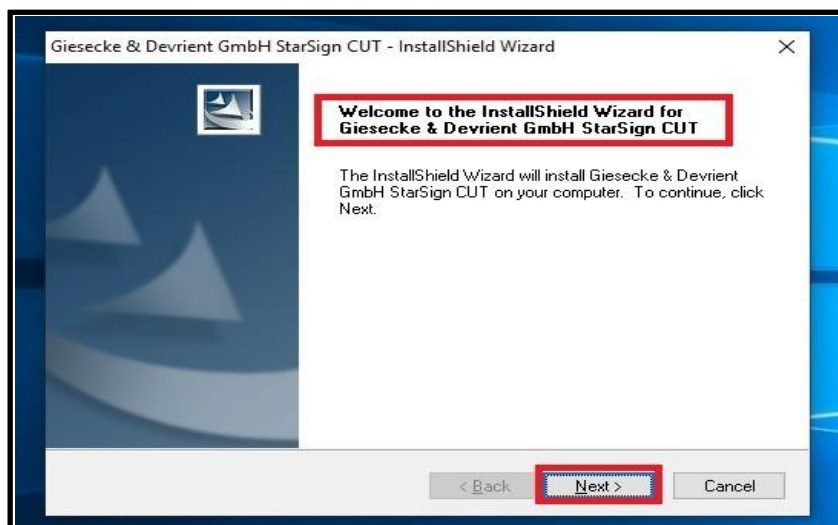 Giesecke & Devrient GmbH StarSign CUT - InstallShield Wizard
Welcome to the InstallShield Wizard for
Giesecke & Devrient GmbH StarSign CUT
The InstallShield Wizard will install Giesecke & Devrient
GmbH StarSign CUT on your computer. To continue, click
Next.
< Back
Next >
Cancel